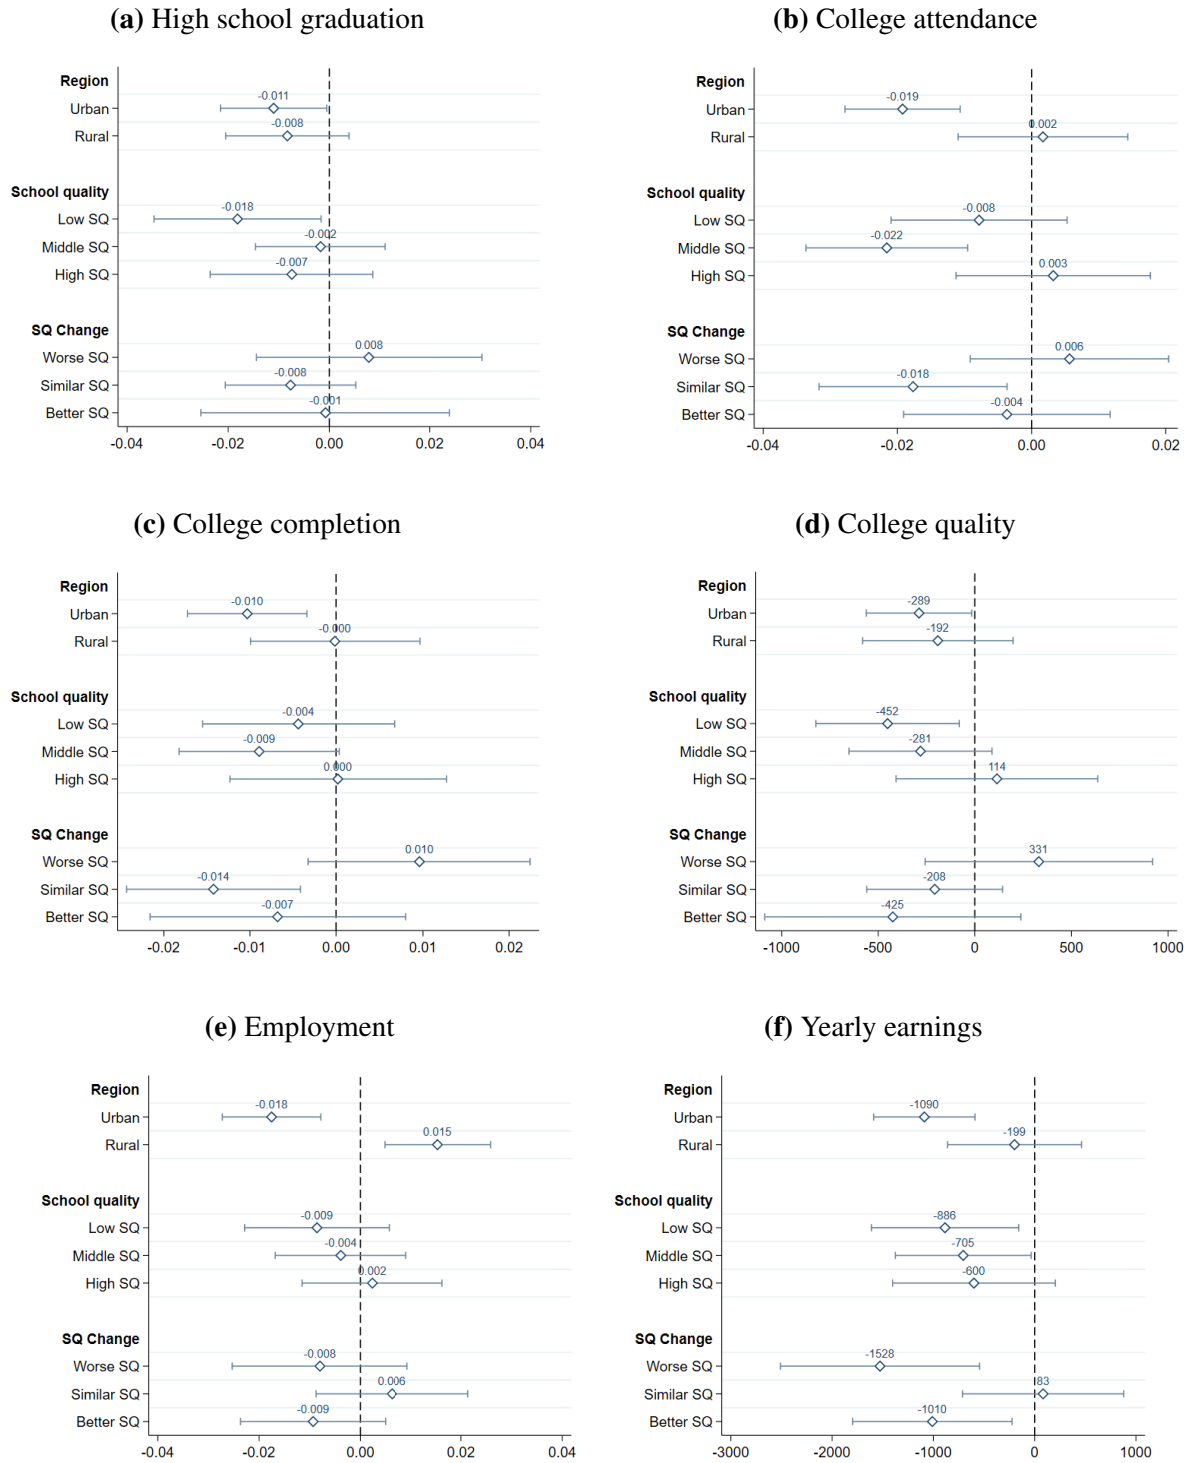 (a) High school graduation
Region
-0.011
Urban
-0.008
Rural
School quality
-0.018
Low SQ
-0.002
Middle SQ
-0.007
High SQ
SQ Change
0.008
Worse SQ
-0.008
Similar SQ
-0.001
Better SQ
-0.04 -0.02 0.00 0.02 0.04
(b) College attendance
Region
-0.019
Urban
0.002
Rural
School quality
-0.008
Low SQ
-0.022
Middle SQ
0.003
High SQ
SQ Change
0.006
Worse SQ
-0.018
Similar SQ
-0.004
Better SQ
-0.04 -0.02 0.00 0.02
(c) College completion
Region
-0.010
Urban
-0.000
Rural
School quality
-0.004
Low SQ
-0.009
Middle SQ
0.000
High SQ
SQ Change
0.010
Worse SQ
-0.014
Similar SQ
-0.007
Better SQ
-0.02 -0.01 0.00 0.01 0.02
(d) College quality
Region
-289
Urban
-192
Rural
School quality
-452
Low SQ
-281
Middle SQ
114
High SQ
SQ Change
331
Worse SQ
-208
Similar SQ
-425
Better SQ
-1000 -500 0 500 1000
(e) Employment
Region
-0.018
Urban
0.015
Rural
School quality
-0.009
Low SQ
-0.004
Middle SQ
0.002
High SQ
SQ Change
-0.008
Worse SQ
0.006
Similar SQ
-0.009
Better SQ
-0.04 -0.02 0.00 0.02 0.04
(f) Yearly earnings
Region
-1090
Urban
-199
Rural
School quality
-886
Low SQ
-705
Middle SQ
-600
High SQ
SQ Change
-1528
Worse SQ
83
Similar SQ
-1010
Better SQ
-3000 -2000 -1000 0 1000